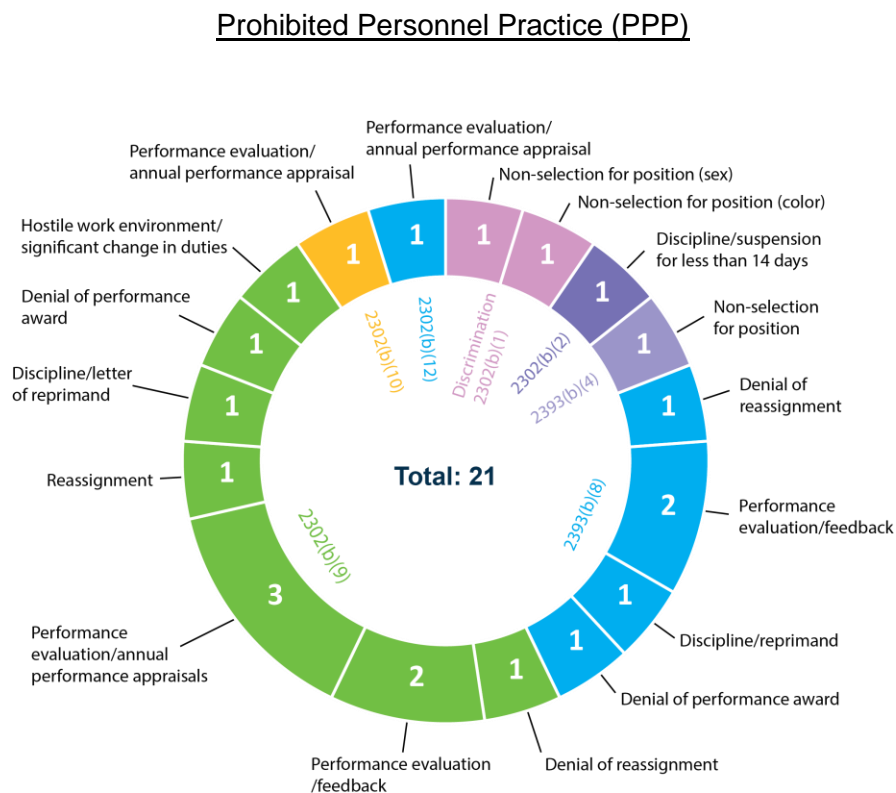 Prohibited Personnel Practice (PPP)
Performance evaluation/
annual performance appraisal
Performance evaluation/
annual performance appraisal
Non-selection for position (sex)
Non-selection for position (color)
Discipline/suspension
for less than 14 days
Non-selection
for position
Denial of
reassignment
Performance
evaluation/feedback
Discipline/reprimand
Denial of performance award
Denial of reassignment
Performance evaluation
/feedback
Performance
evaluation/annual
performance appraisals
Reassignment
Discipline/letter
of reprimand
Denial of performance
award
Hostile work environment/
significant change in duties
1
1
1
1
1
1
2
1
1
1
2
3
1
1
1
1
1
2302(b)(10)
2302(b)(12)
Discrimination
2302(b)(1)
2302(b)(2)
2393(b)(4)
2393(b)(8)
2302(b)(9)
Total: 21